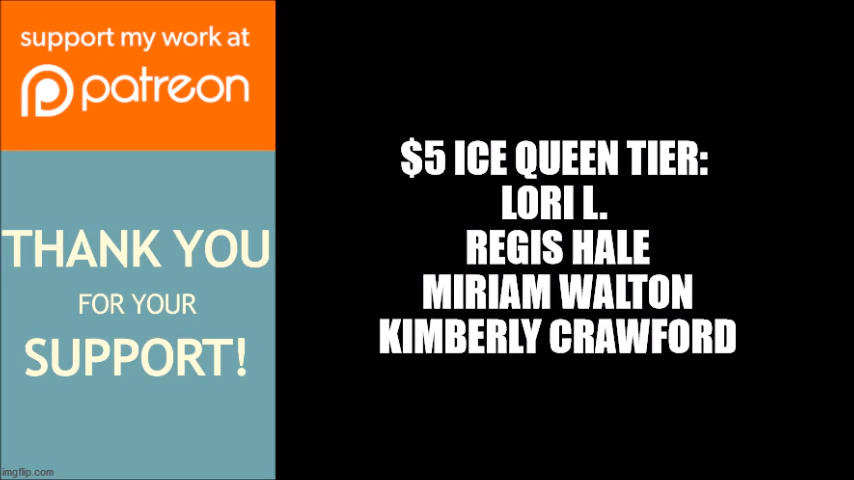 support my work at
patreon
THANK YOU
FOR YOUR
SUPPORT!
$5 ICE QUEEN TIER:
LORI L.
REGIS HALE
MIRIAM WALTON
KIMBERLY CRAWFORD
imgflip.com